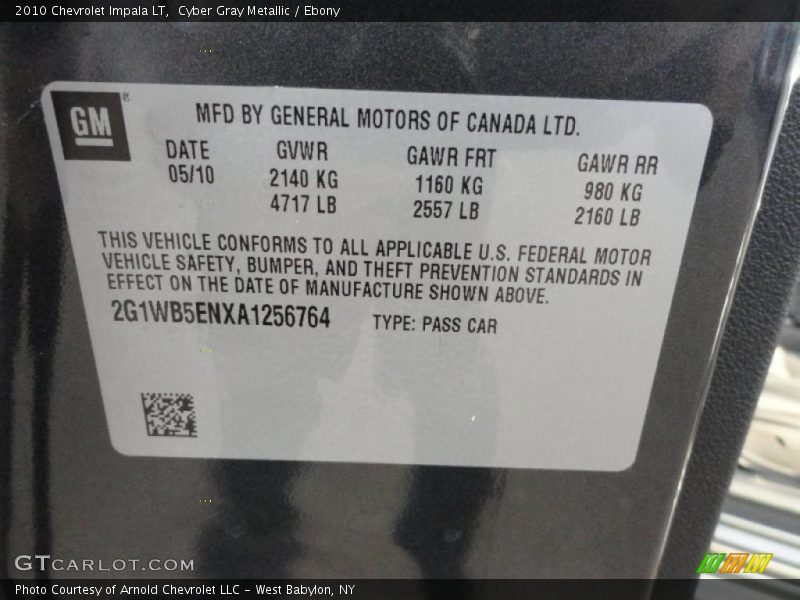 2010 Chevrolet Impala LT, Cyber Gray Metallic / Ebony
GM®
MFD BY GENERAL MOTORS OF CANADA LTD.
DATE GVWR GAWR FRT GAWR RR
05/10 2140 KG 1160 KG 980 KG
4717 LB 2557 LB 2160 LB
THIS VEHICLE CONFORMS TO ALL APPLICABLE U.S. FEDERAL MOTOR
VEHICLE SAFETY, BUMPER, AND THEFT PREVENTION STANDARDS IN
EFFECT ON THE DATE OF MANUFACTURE SHOWN ABOVE.
2G1WB5ENXA1256764 TYPE: PASS CAR
GTCARLOT.COM
Photo Courtesy of Arnold Chevrolet LLC - West Babylon, NY